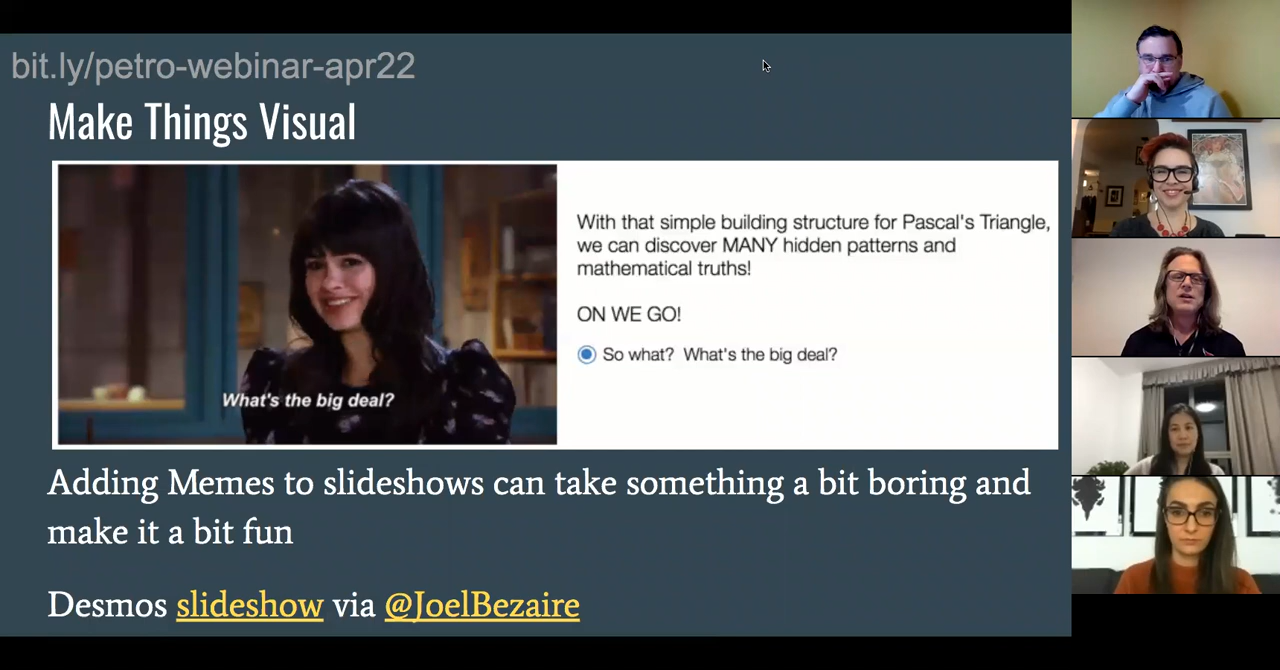 bit.ly/petro-webinar-apr22
Make Things Visual
What's the big deal?
With that simple building structure for Pascal's Triangle,
we can discover MANY hidden patterns and
mathematical truths!
ON WE GO!
So what? What's the big deal?
Adding Memes to slideshows can take something a bit boring and
make it a bit fun
Desmos slideshow via @JoelBezaire